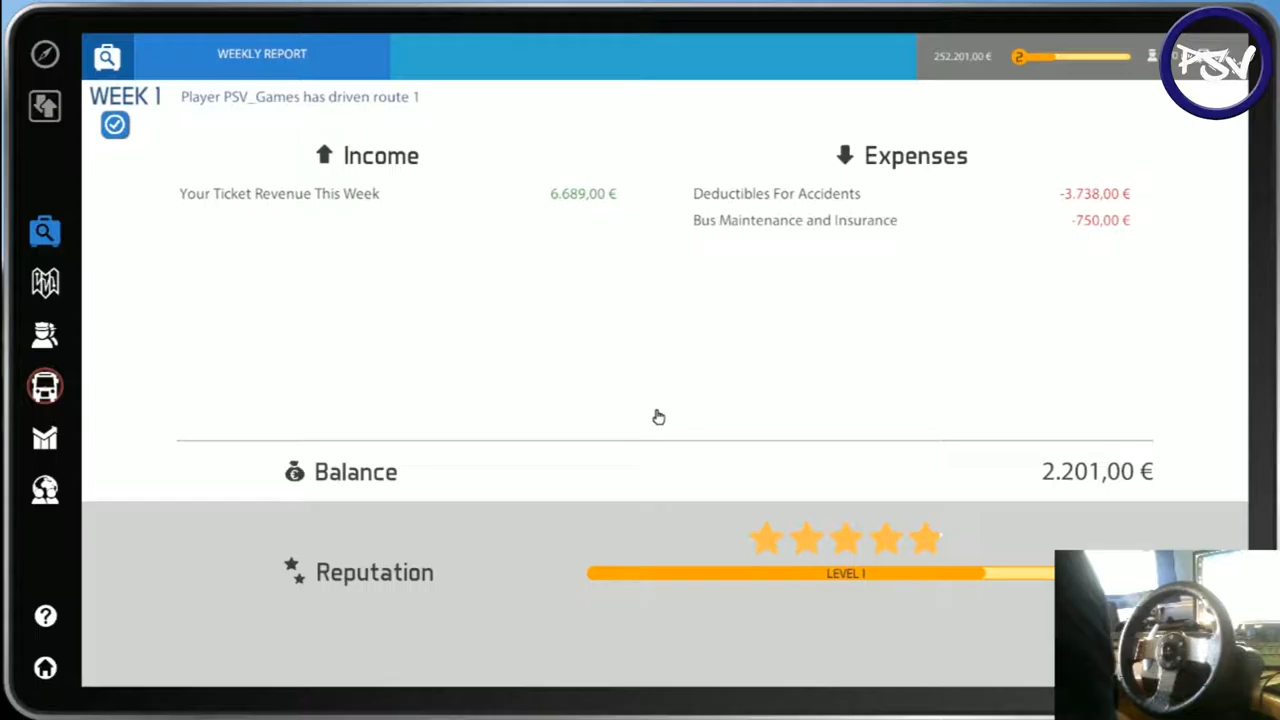 WEEKLY REPORT
252.201,00 €
2
PSV
WEEK 1
Player PSV_Games has driven route 1
Income
Expenses
Your Ticket Revenue This Week
6.689,00 €
Deductibles For Accidents
-3.738,00 €
Bus Maintenance and Insurance
-750,00 €
Balance
2.201,00 €
Reputation
LEVEL 1